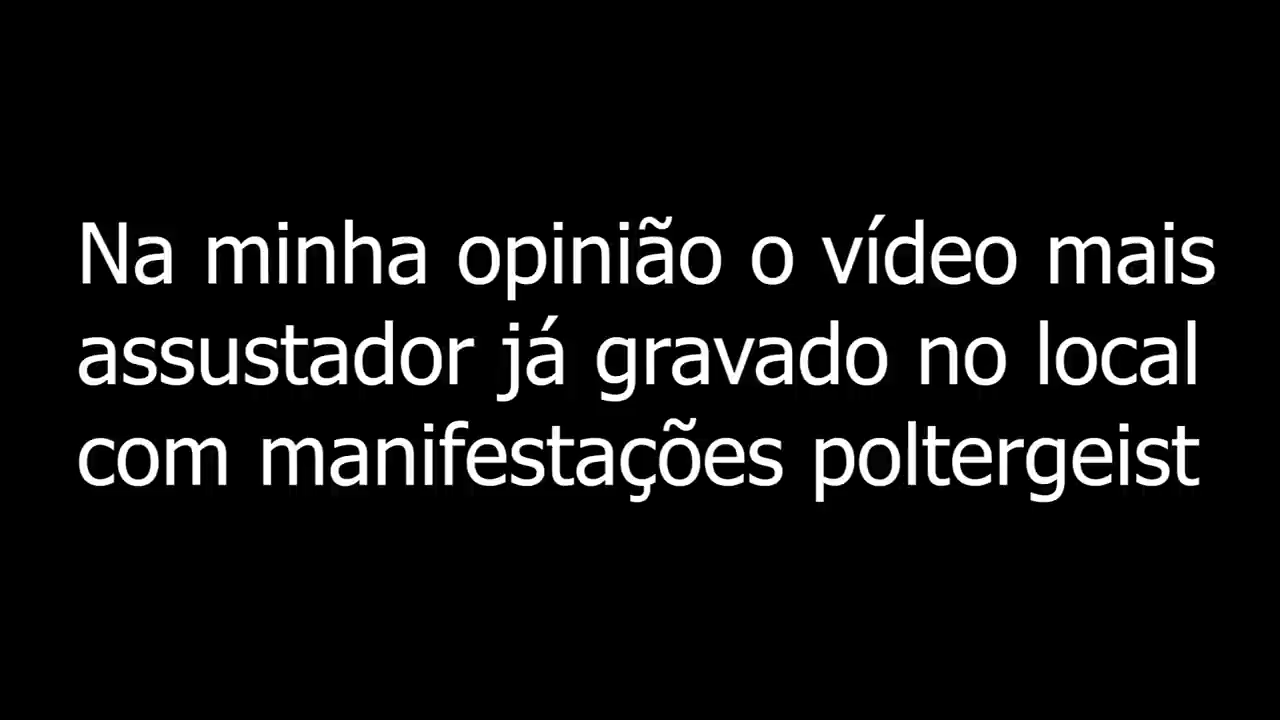 Na minha opinião o vídeo mais
assustador já gravado no local
com manifestações poltergeist